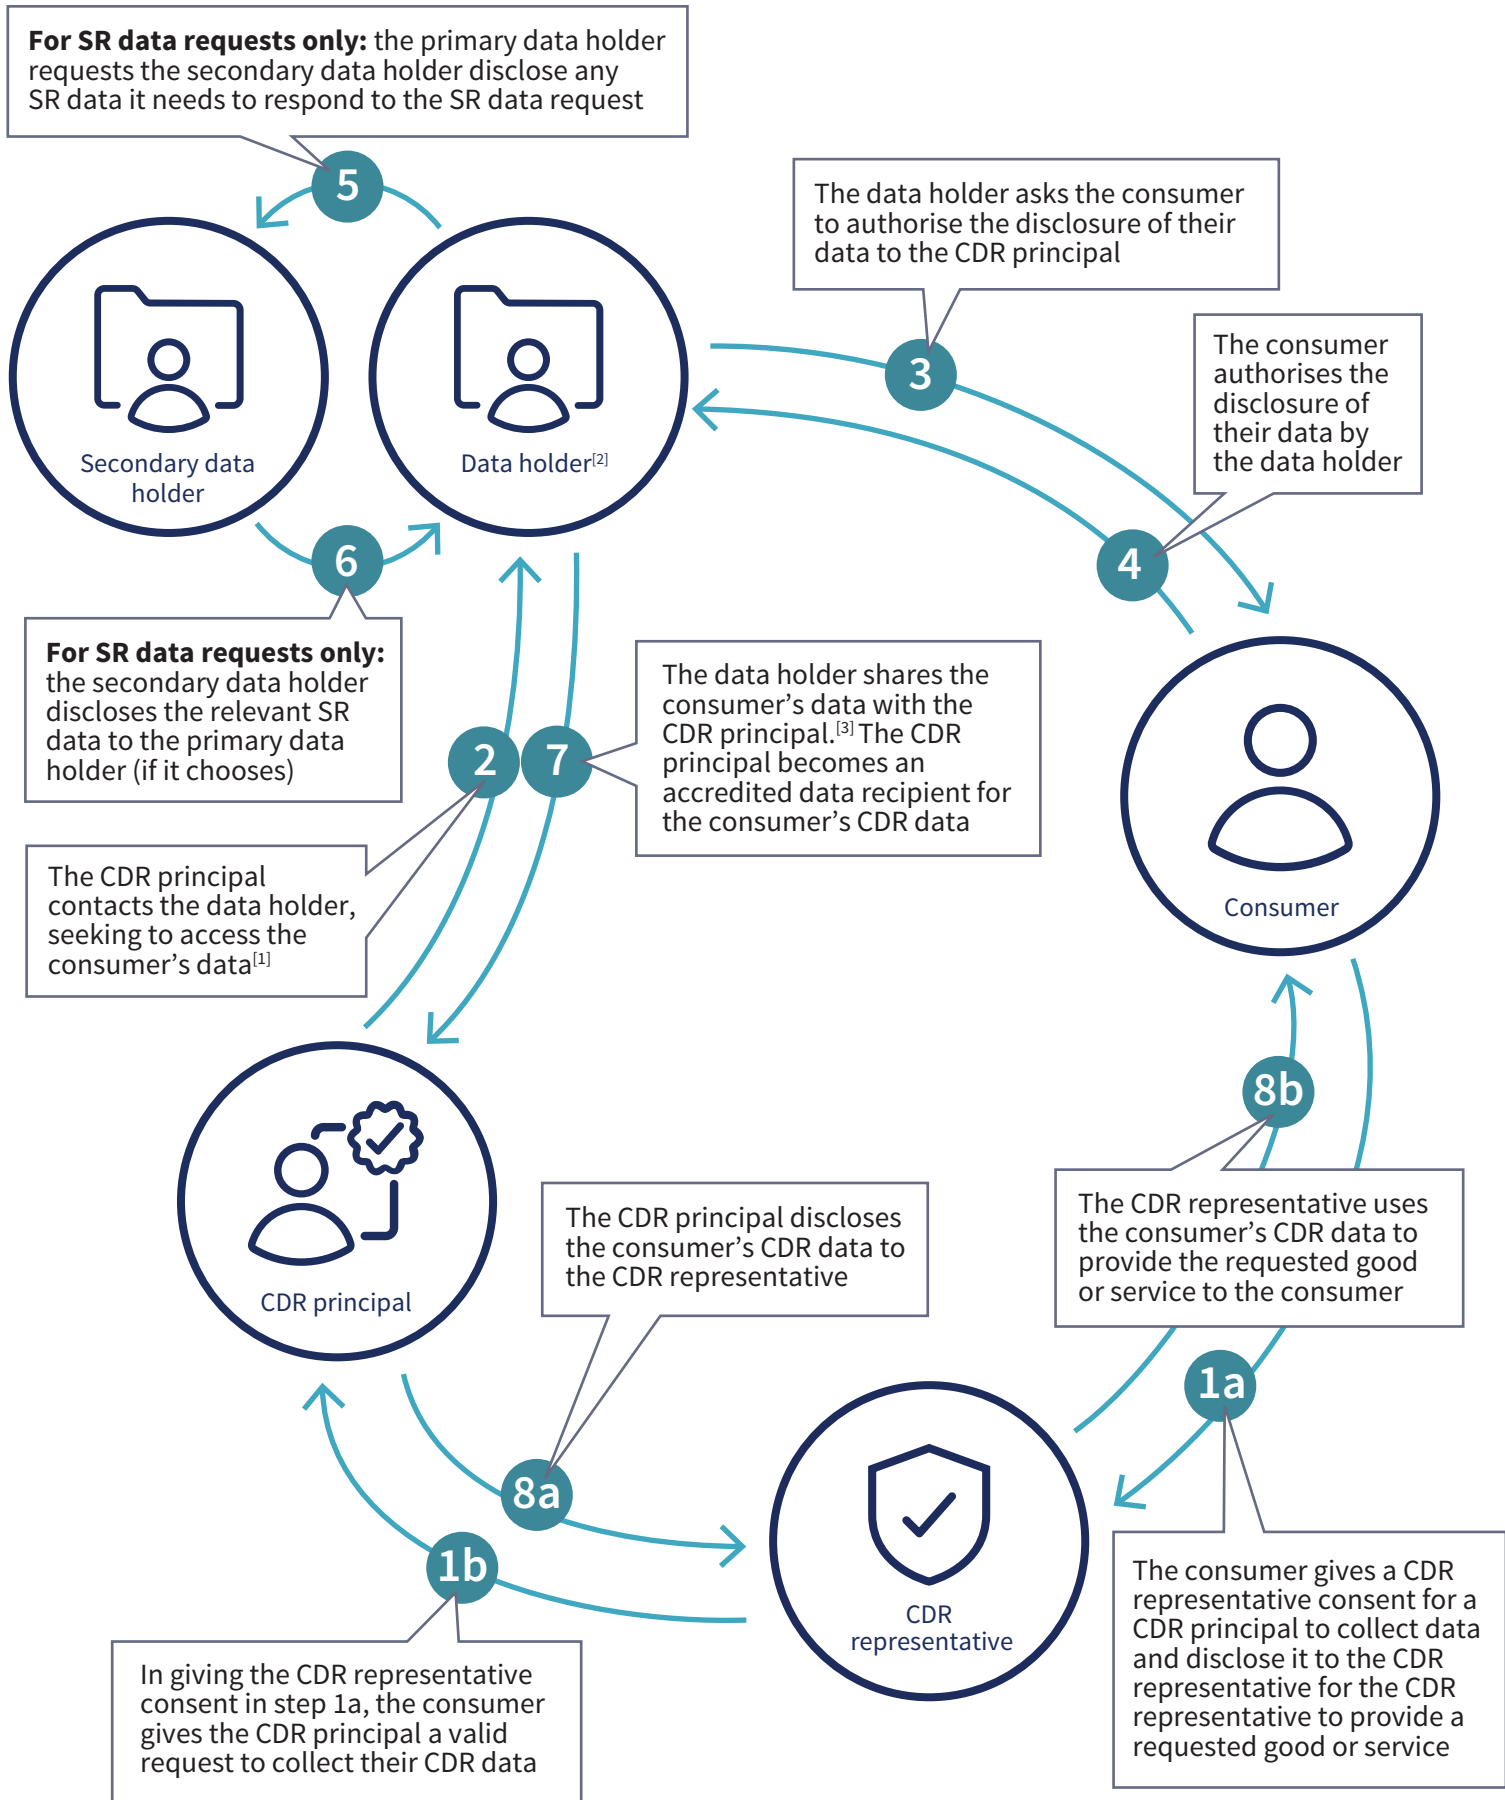 For SR data requests only: the primary data holder
requests the secondary data holder disclose any
SR data it needs to respond to the SR data request
5
The data holder asks the consumer
to authorise the disclosure of their
data to the CDR principal
3
The consumer
authorises the
disclosure of
their data by
the data holder
4
Secondary data
holder
Data holder[2]
6
For SR data requests only:
the secondary data holder
discloses the relevant SR
data to the primary data
holder (if it chooses)
2
7
The data holder shares the
consumer’s data with the
CDR principal.[3] The CDR
principal becomes an
accredited data recipient for
the consumer’s CDR data
The CDR principal
contacts the data holder,
seeking to access the
consumer’s data[1]
Consumer
8b
The CDR representative uses
the consumer’s CDR data to
provide the requested good
or service to the consumer
CDR principal
The CDR principal discloses
the consumer’s CDR data to
the CDR representative
8a
1a
1b
CDR
representative
The consumer gives a CDR
representative consent for a
CDR principal to collect data
and disclose it to the CDR
representative for the CDR
representative to provide a
requested good or service
In giving the CDR representative
consent in step 1a, the consumer
gives the CDR principal a valid
request to collect their CDR data